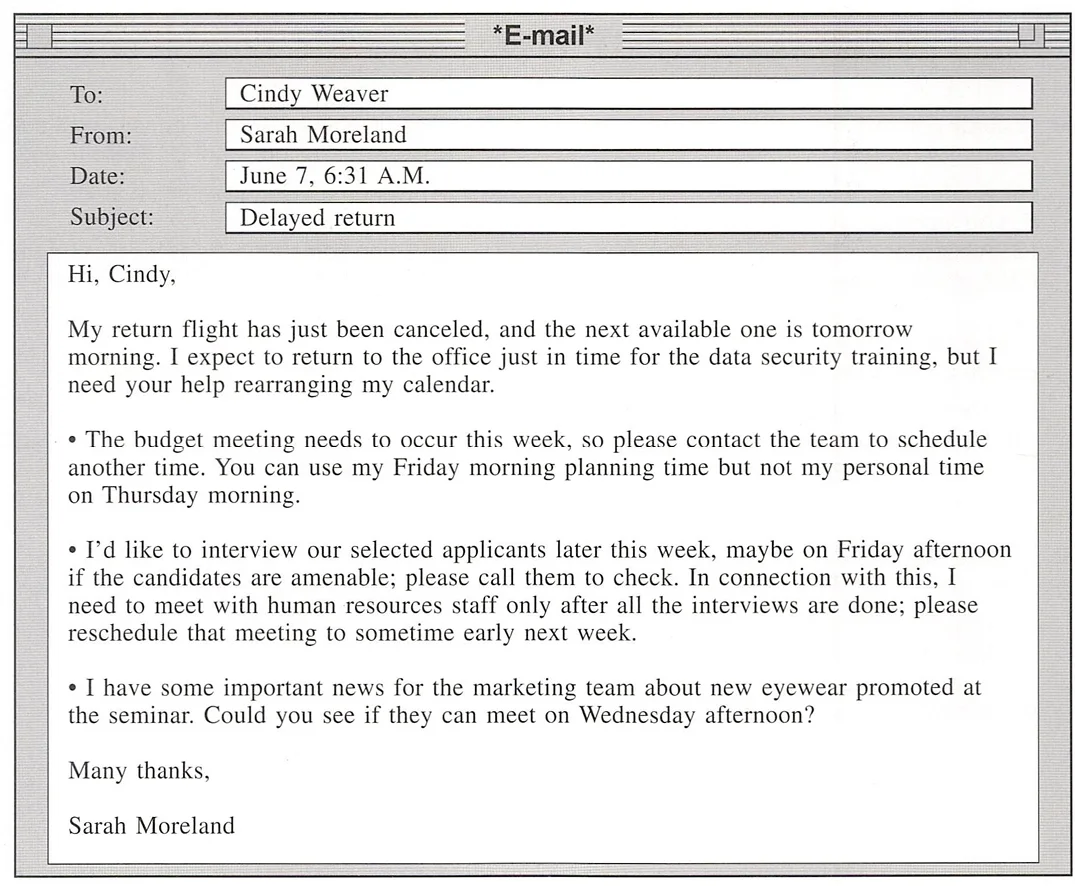 *E-mail*
To: Cindy Weaver
From: Sarah Moreland
Date: June 7, 6:31 A.M.
Subject: Delayed return
Hi, Cindy,
My return flight has just been canceled, and the next available one is tomorrow
morning. I expect to return to the office just in time for the data security training, but I
need your help rearranging my calendar.
• The budget meeting needs to occur this week, so please contact the team to schedule
another time. You can use my Friday morning planning time but not my personal time
on Thursday morning.
• I'd like to interview our selected applicants later this week, maybe on Friday afternoon
if the candidates are amenable; please call them to check. In connection with this, I
need to meet with human resources staff only after all the interviews are done; please
reschedule that meeting to sometime early next week.
• I have some important news for the marketing team about new eyewear promoted at
the seminar. Could you see if they can meet on Wednesday afternoon?
Many thanks,
Sarah Moreland